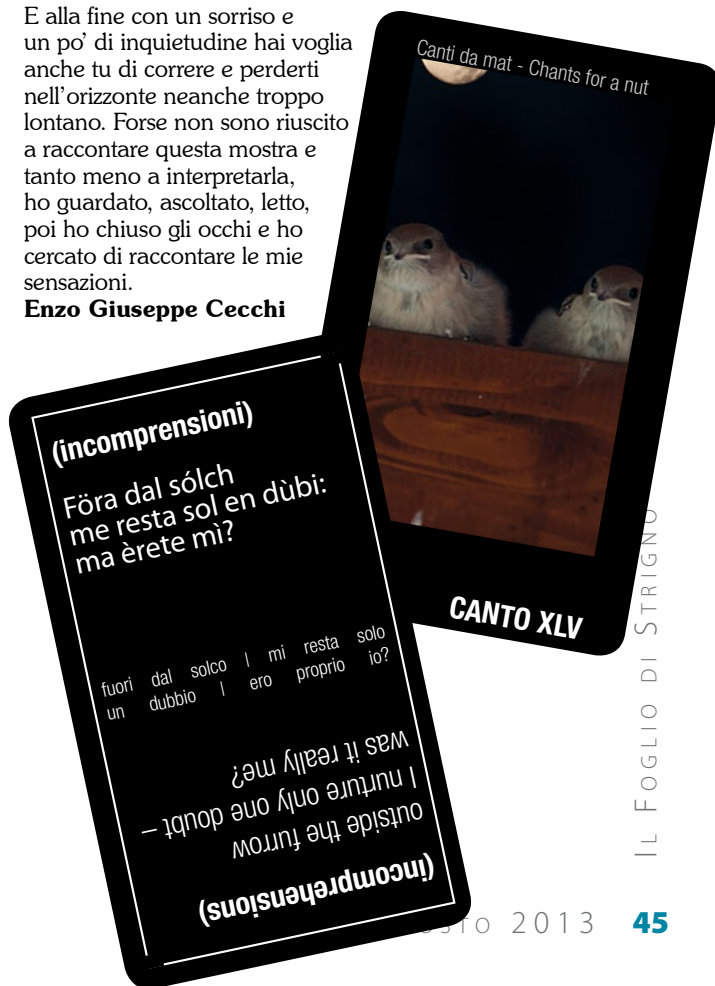 E alla fine con un sorriso e
un po’ di inquietudine hai voglia
anche tu di correre e perderti
nell’orizzonte neanche troppo
lontano. Forse non sono riuscito
a raccontare questa mostra e
tanto meno a interpretarla,
ho guardato, ascoltato, letto,
poi ho chiuso gli occhi e ho
cercato di raccontare le mie
sensazioni.
Enzo Giuseppe Cecchi
Canti da mat - Chants for a nut
CANTO XLV
(incomprensioni)
Föra dal sólch
me resta sol en dùbi:
ma èrete mì?
fuori dal solco | mi resta solo
un dubbio | ero proprio io?
(incomprehensions)
outside the furrow
I nurture only one doubt –
was it really me?
Il Foglio di Strigno
2013 45